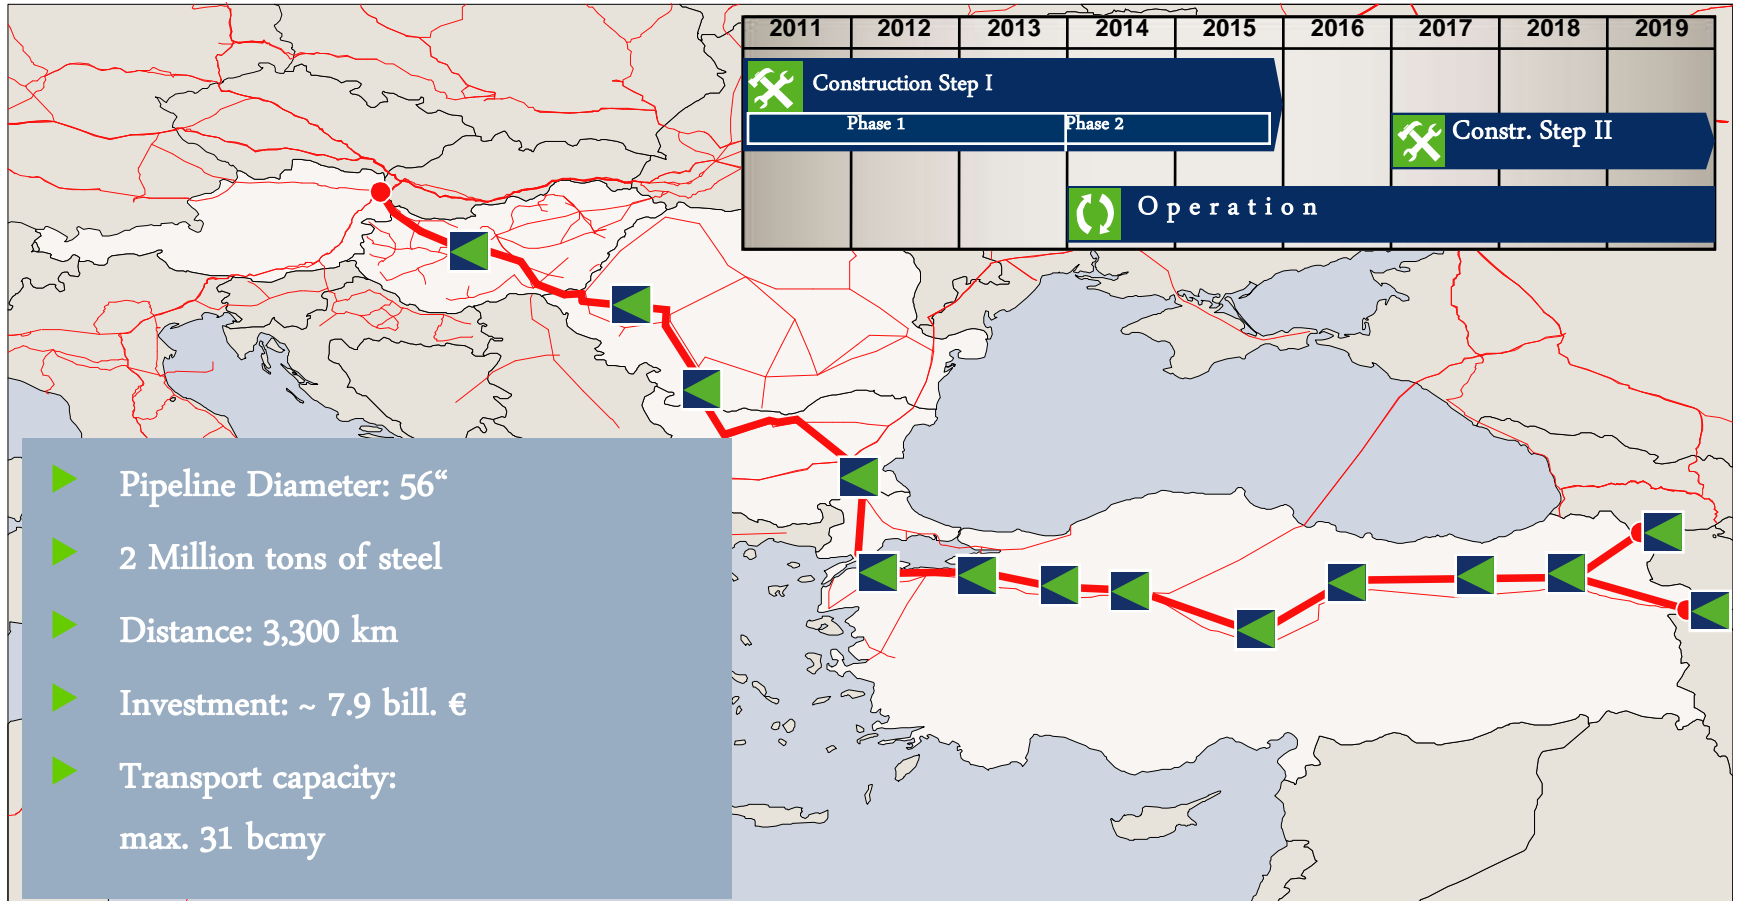 2011 2012 2013 2014 2015 2016 2017 2018 2019
Construction Step I
Phase 1 Phase 2
Constr. Step II
Operation
Pipeline Diameter: 56“
2 Million tons of steel
Distance: 3,300 km
Investment: ~ 7.9 bill. €
Transport capacity:
max. 31 bcmy